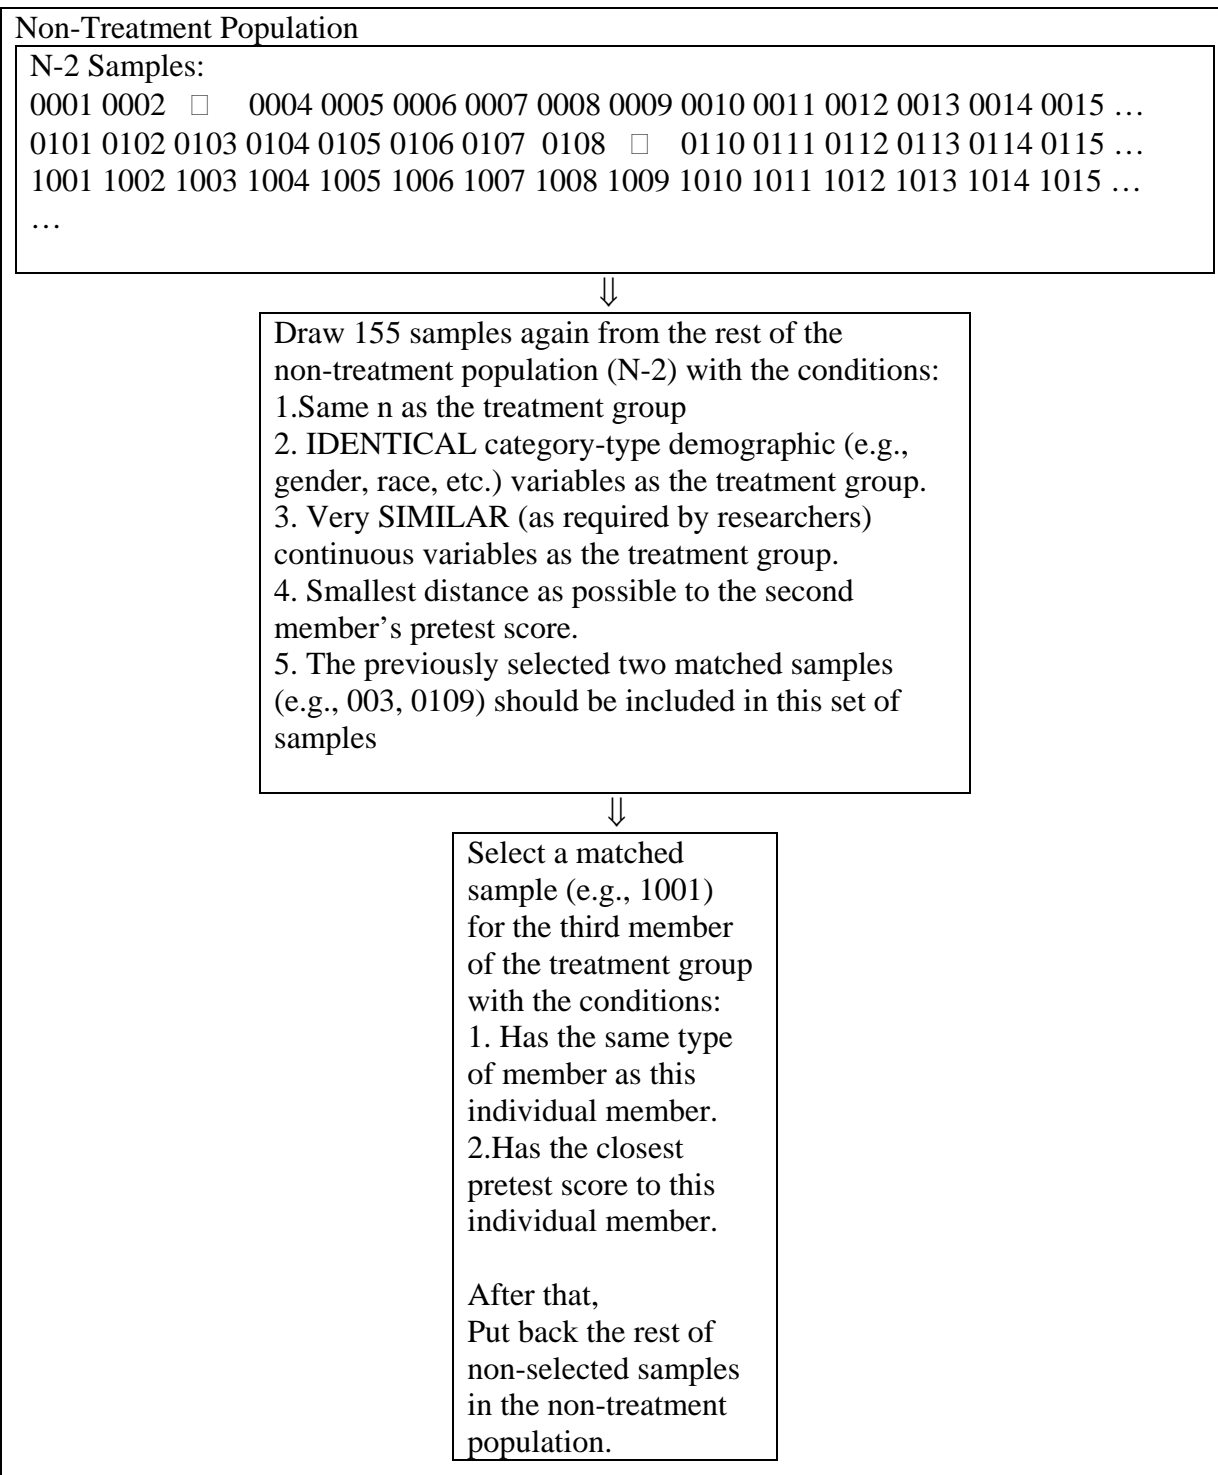 Non-Treatment Population
N-2 Samples:
0001 0002 □ 0004 0005 0006 0007 0008 0009 0010 0011 0012 0013 0014 0015 …
0101 0102 0103 0104 0105 0106 0107 0108 □ 0110 0111 0112 0113 0114 0115 …
1001 1002 1003 1004 1005 1006 1007 1008 1009 1010 1011 1012 1013 1014 1015 …
…
⇓
Draw 155 samples again from the rest of the
non-treatment population (N-2) with the conditions:
1.Same n as the treatment group
2. IDENTICAL category-type demographic (e.g.,
gender, race, etc.) variables as the treatment group.
3. Very SIMILAR (as required by researchers)
continuous variables as the treatment group.
4. Smallest distance as possible to the second
member’s pretest score.
5. The previously selected two matched samples
(e.g., 003, 0109) should be included in this set of
samples
⇓
Select a matched
sample (e.g., 1001)
for the third member
of the treatment group
with the conditions:
1. Has the same type
of member as this
individual member.
2.Has the closest
pretest score to this
individual member.
After that,
Put back the rest of
non-selected samples
in the non-treatment
population.